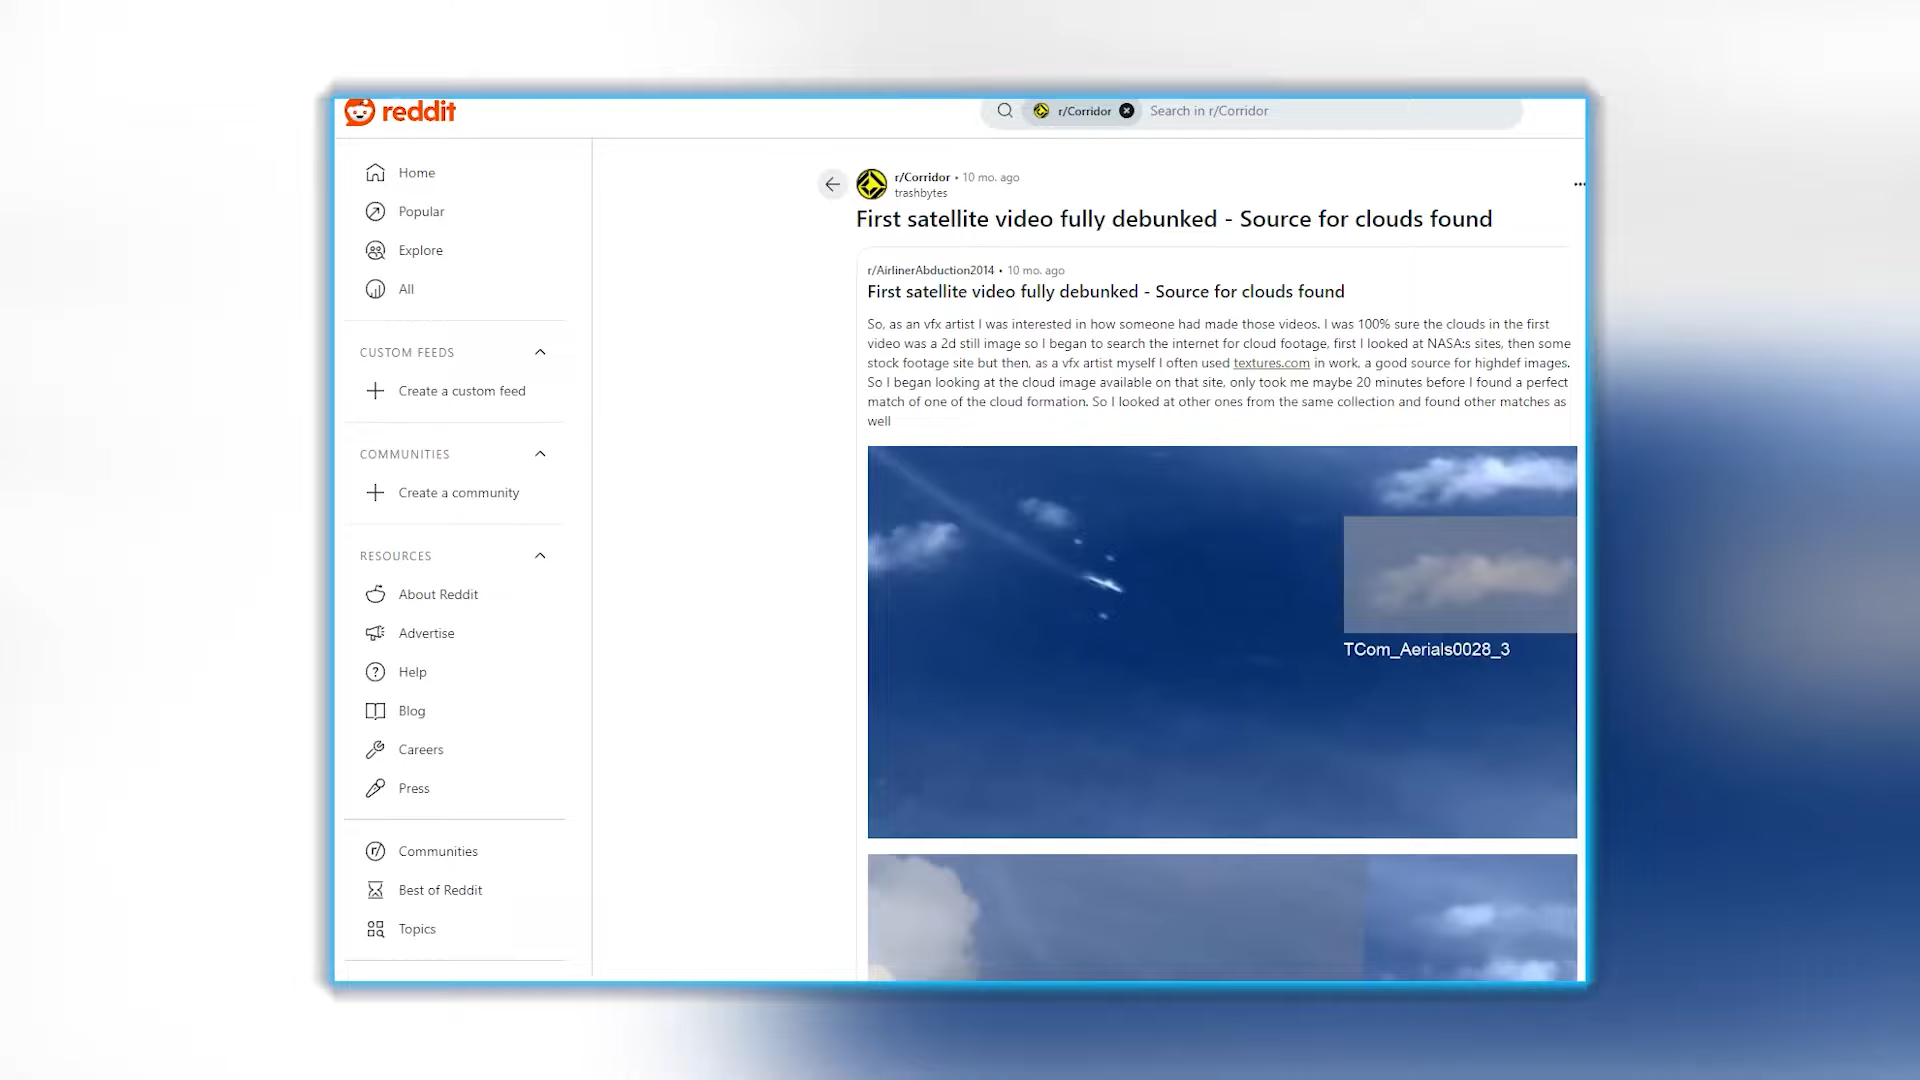 reddit
r/Corridor
Search in r/Corridor
Home
Popular
Explore
All
CUSTOM FEEDS
Create a custom feed
COMMUNITIES
Create a community
RESOURCES
About Reddit
Advertise
Help
Blog
Careers
Press
Communities
Best of Reddit
Topics
r/Corridor • 10 mo. ago
trashbytes
First satellite video fully debunked - Source for clouds found
r/AirlinerAbduction2014 • 10 mo. ago
First satellite video fully debunked - Source for clouds found
So, as an vfx artist I was interested in how someone had made those videos. I was 100% sure the clouds in the first
video was a 2d still image so I began to search the internet for cloud footage, first I looked at NASA:s sites, then some
stock footage site but then, as a vfx artist myself I often used textures.com in work, a good source for highdef images.
So I began looking at the cloud image available on that site, only took me maybe 20 minutes before I found a perfect
match of one of the cloud formation. So I looked at other ones from the same collection and found other matches as
well
TCom_Aerials0028_3